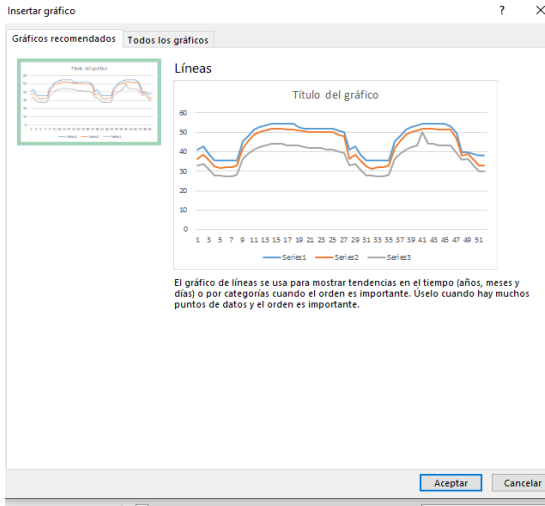 Insertar gráfico
? X
Gráficos recomendados Todos los gráficos
Título del gráfico
Líneas
Título del gráfico
60
50
40
30
20
10
0
1 3 5 7 9 11 13 15 17 19 21 23 25 27 29 31 33 35 37 39 41 43 45 47 49 51
Series1 Series2 Series3
El gráfico de líneas se usa para mostrar tendencias en el tiempo (años, meses y
días) o por categorías cuando el orden es importante. Úselo cuando hay muchos
puntos de datos y el orden es importante.
Aceptar Cancelar